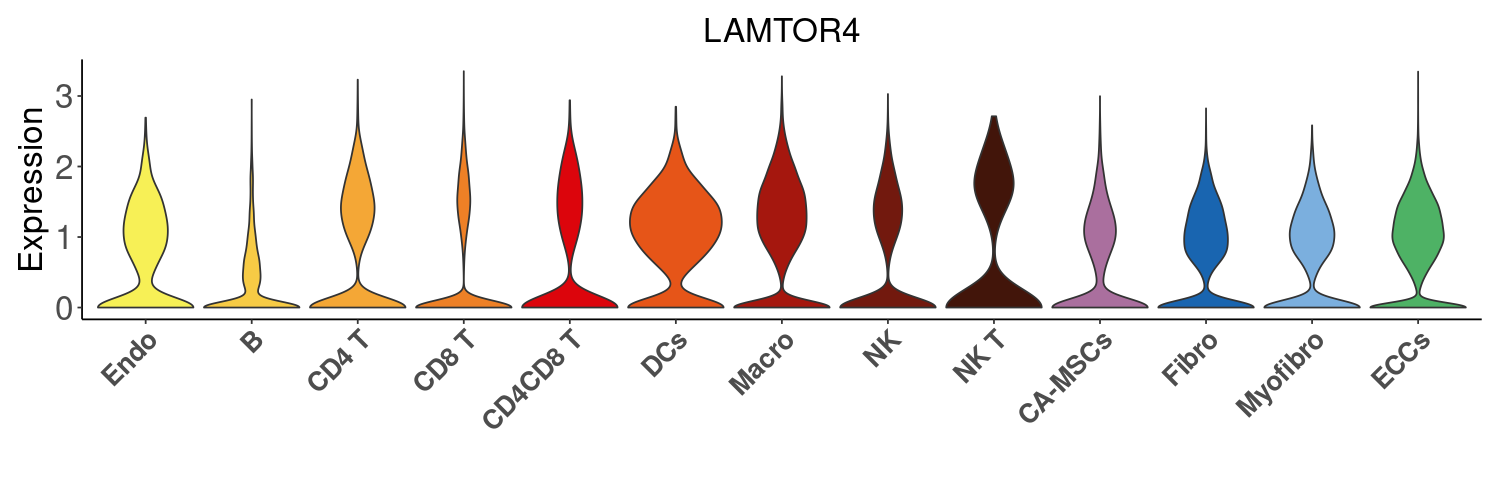 LAMTOR4
Expression
3
2
1
0
Endo
B
CD4 T
CD8 T
CD4CD8 T
DCs
Macro
NK
NK T
CA-MSCs
Fibro
Myofibro
ECCs